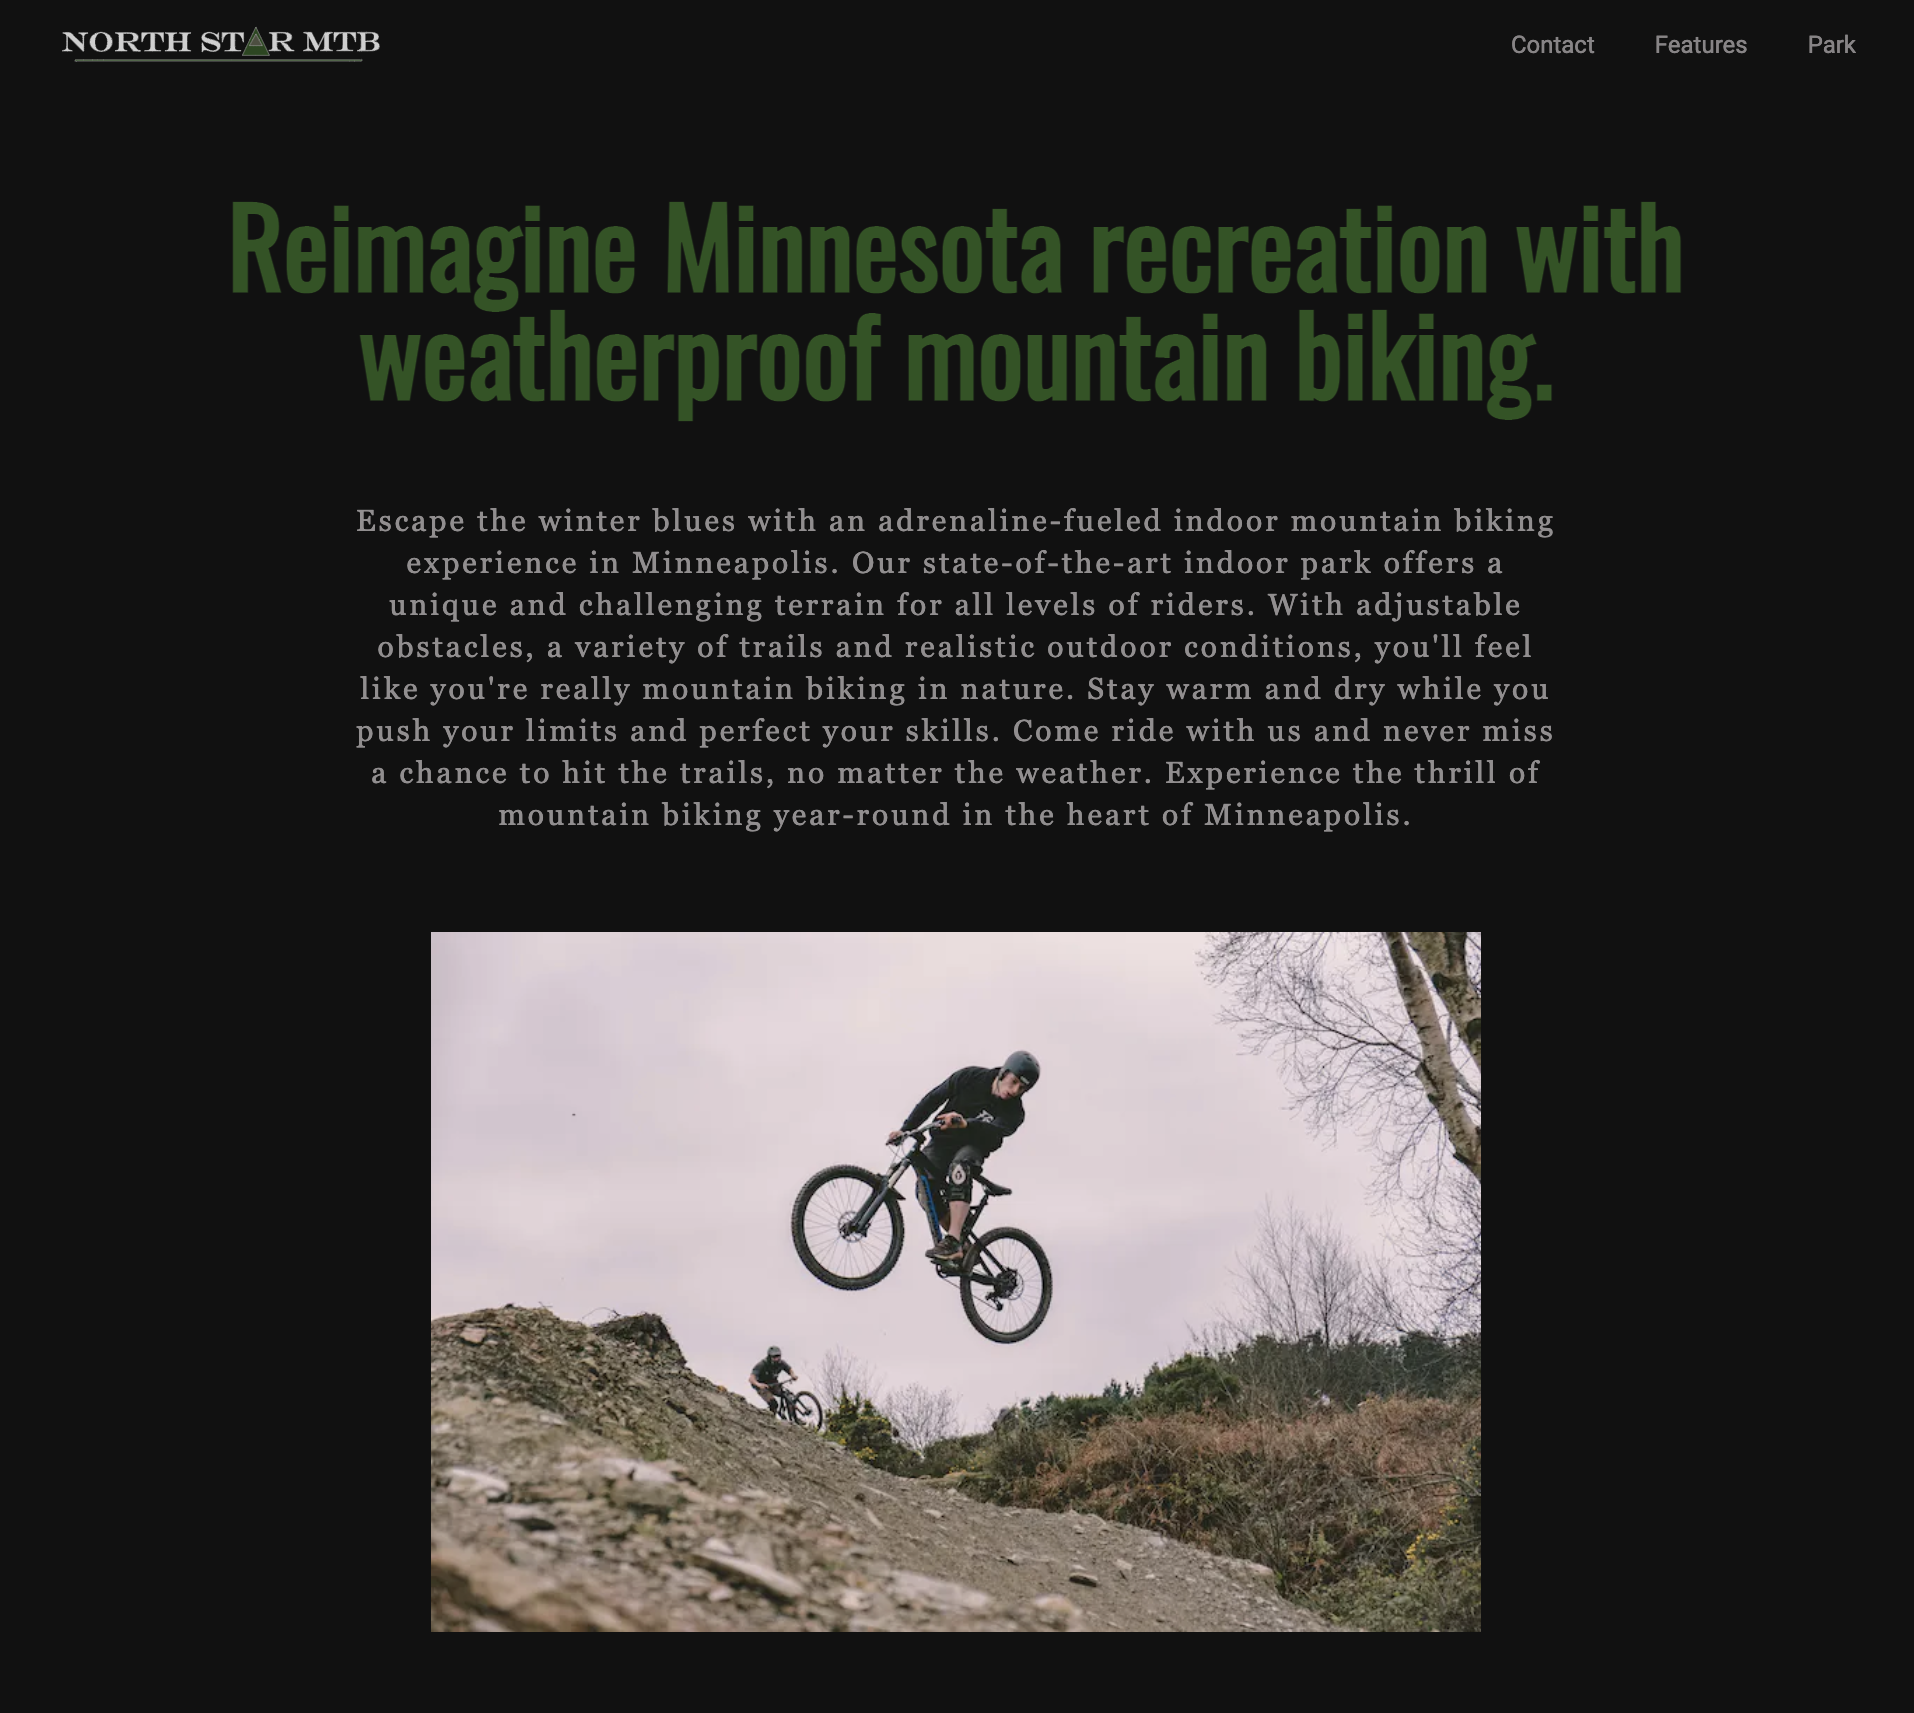 NORTH STAR MTB
Contact
Features
Park
Reimagine Minnesota recreation with
weatherproof mountain biking.
Escape the winter blues with an adrenaline-fueled indoor mountain biking
experience in Minneapolis. Our state-of-the-art indoor park offers a
unique and challenging terrain for all levels of riders. With adjustable
obstacles, a variety of trails and realistic outdoor conditions, you'll feel
like you're really mountain biking in nature. Stay warm and dry while you
push your limits and perfect your skills. Come ride with us and never miss
a chance to hit the trails, no matter the weather. Experience the thrill of
mountain biking year-round in the heart of Minneapolis.